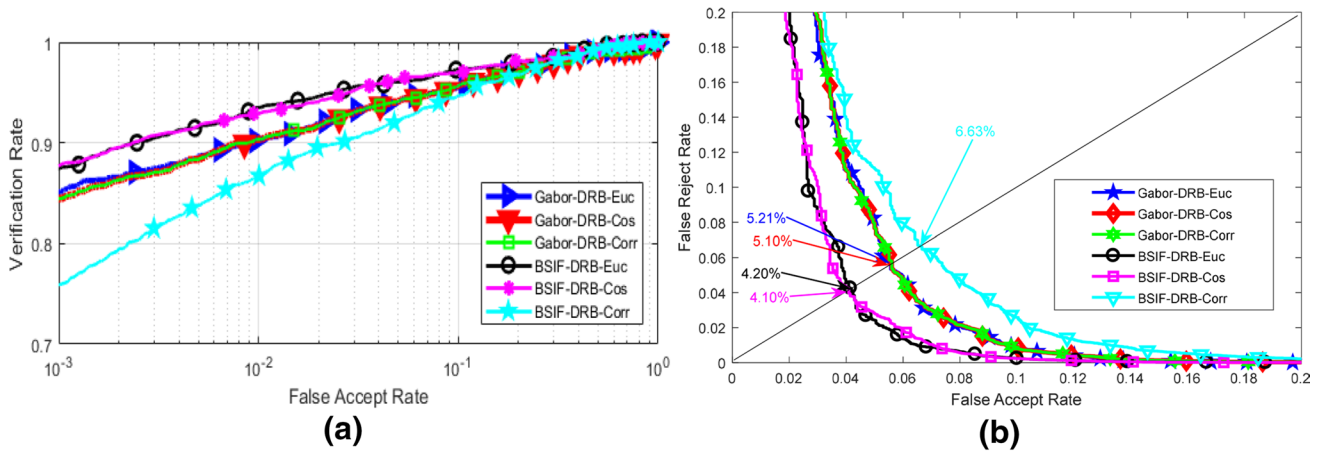 1
0.9
0.8
0.7
Verification Rate
10-3
10-2
10-1
100
False Accept Rate
Gabor-DRB-Euc
Gabor-DRB-Cos
Gabor-DRB-Corr
BSIF-DRB-Euc
BSIF-DRB-Cos
BSIF-DRB-Corr
(a)
0.2
0.18
0.16
0.14
0.12
0.1
0.08
0.06
0.04
0.02
0
False Reject Rate
6.63%
5.21%
5.10%
4.20%
4.10%
Gabor-DRB-Euc
Gabor-DRB-Cos
Gabor-DRB-Corr
BSIF-DRB-Euc
BSIF-DRB-Cos
BSIF-DRB-Corr
0 0.02 0.04 0.06 0.08 0.1 0.12 0.14 0.16 0.18 0.2
False Accept Rate
(b)